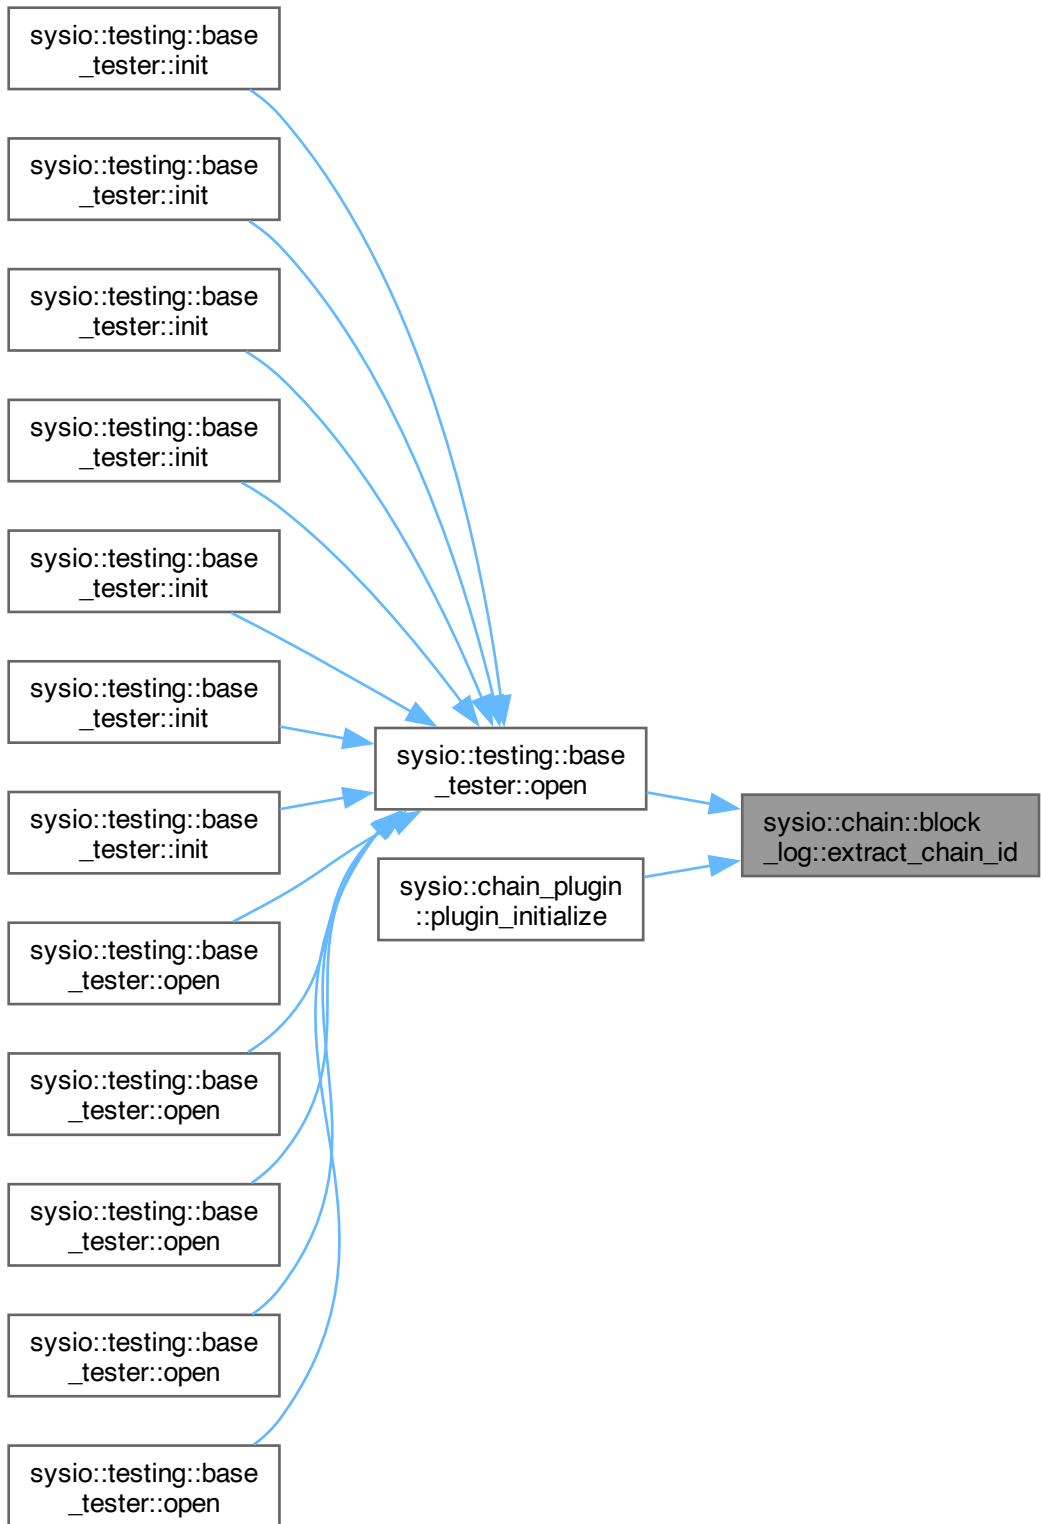 sysio::testing::base
_tester::init
sysio::testing::base
_tester::init
sysio::testing::base
_tester::init
sysio::testing::base
_tester::init
sysio::testing::base
_tester::init
sysio::testing::base
_tester::init
sysio::testing::base
_tester::init
sysio::testing::base
_tester::open
sysio::testing::base
_tester::open
sysio::testing::base
_tester::open
sysio::testing::base
_tester::open
sysio::testing::base
_tester::open
sysio::testing::base
_tester::open
sysio::chain_plugin
::plugin_initialize
sysio::chain::block
_log::extract_chain_id